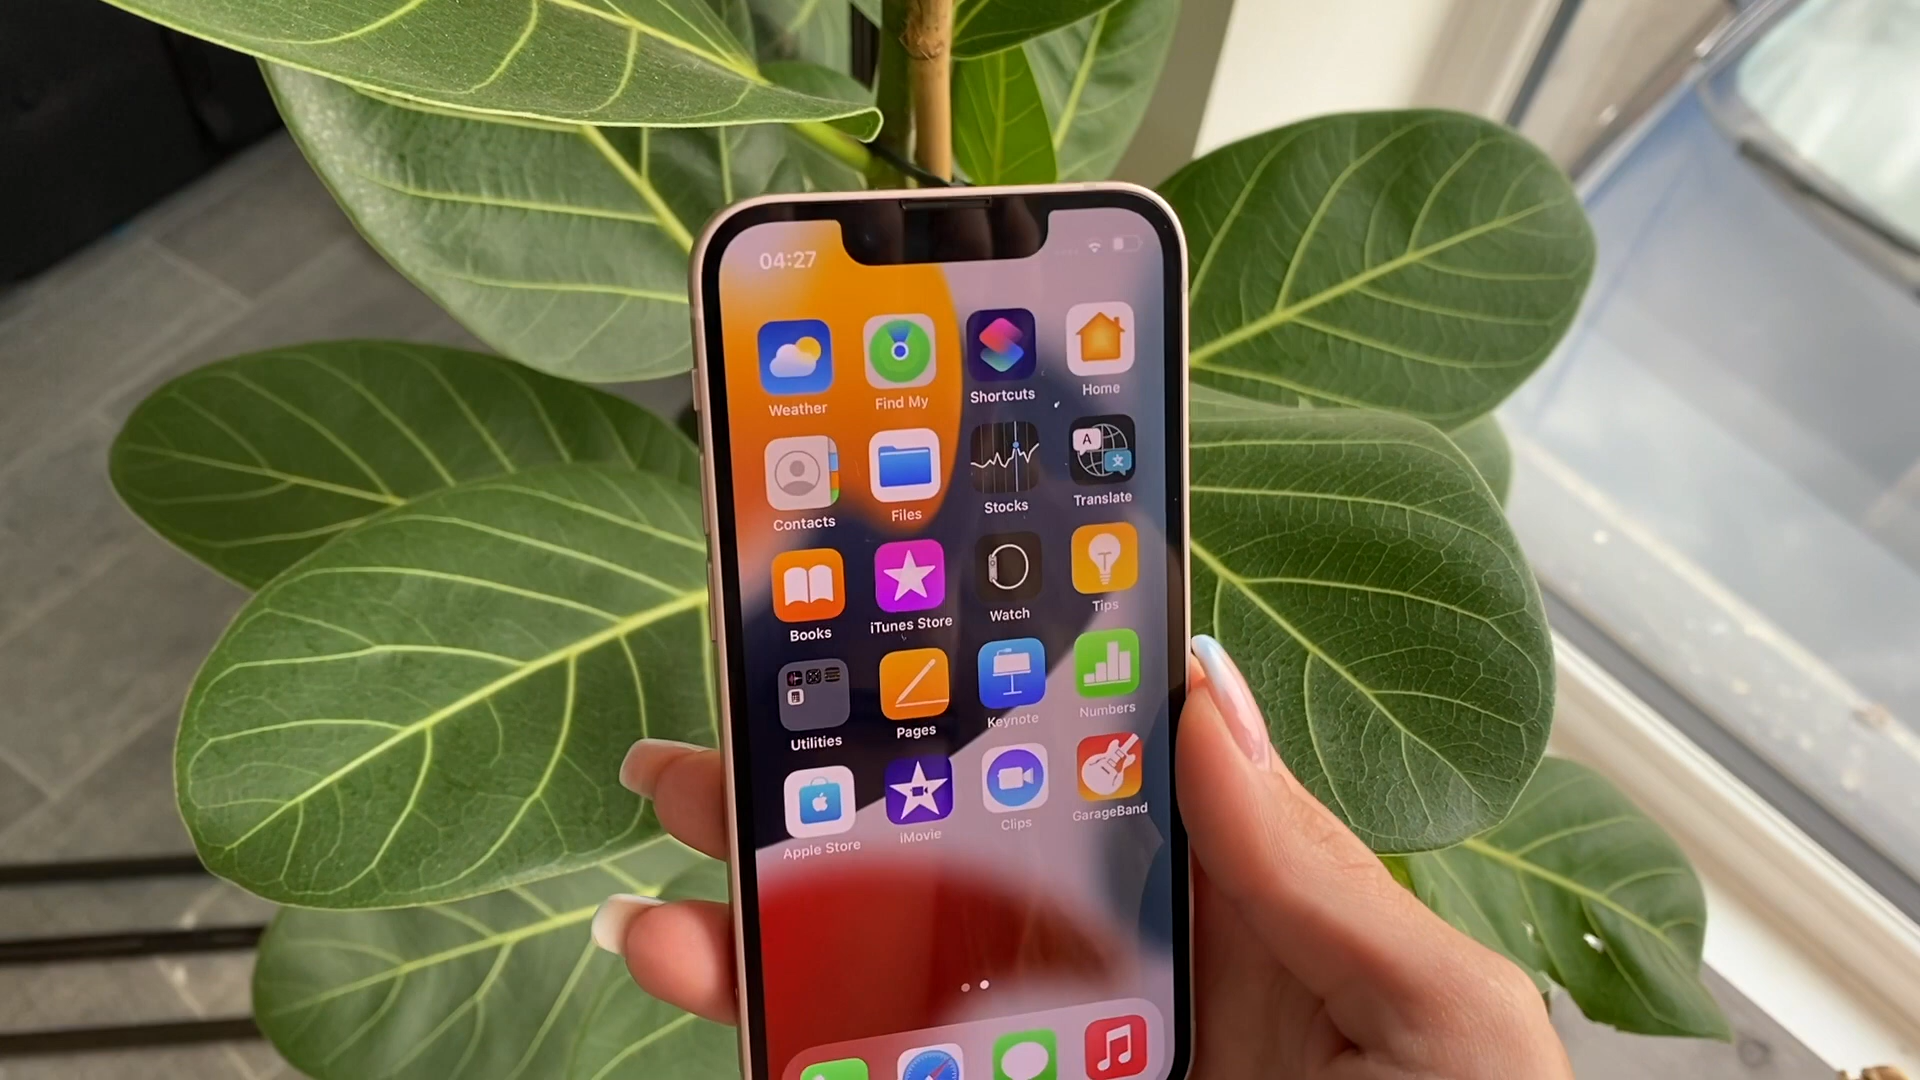 04:27
Weather Find My Shortcuts Home
Contacts Files Stocks Translate
Books iTunes Store Watch Tips
Utilities Pages Keynote Numbers
Apple Store iMovie Clips GarageBand